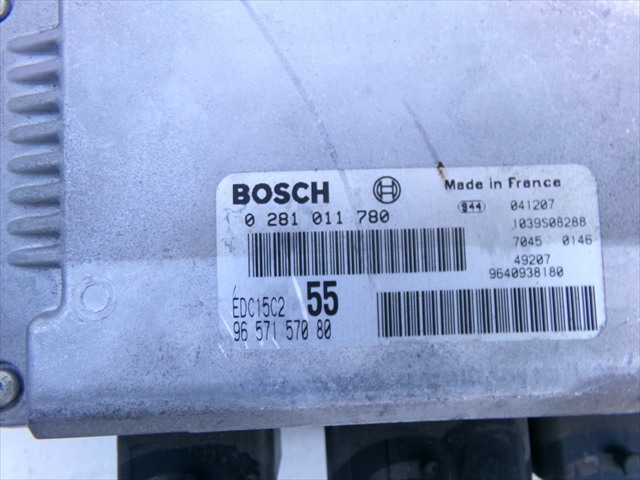 BOSCH
Made in France
0 281 011 780
944 041207
1039S08288
7045 0146
49207
9640938180
EDC15C2 55
96 571 570 80